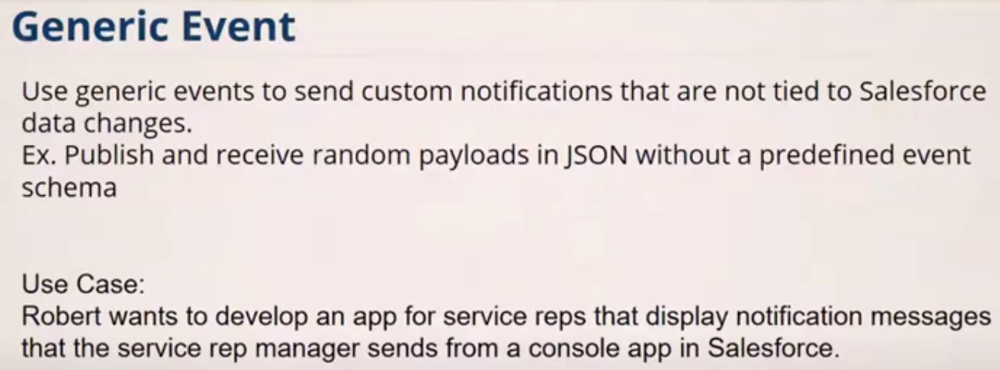 Generic Event
Use generic events to send custom notifications that are not tied to Salesforce
data changes.
Ex. Publish and receive random payloads in JSON without a predefined event
schema
Use Case:
Robert wants to develop an app for service reps that display notification messages
that the service rep manager sends from a console app in Salesforce.